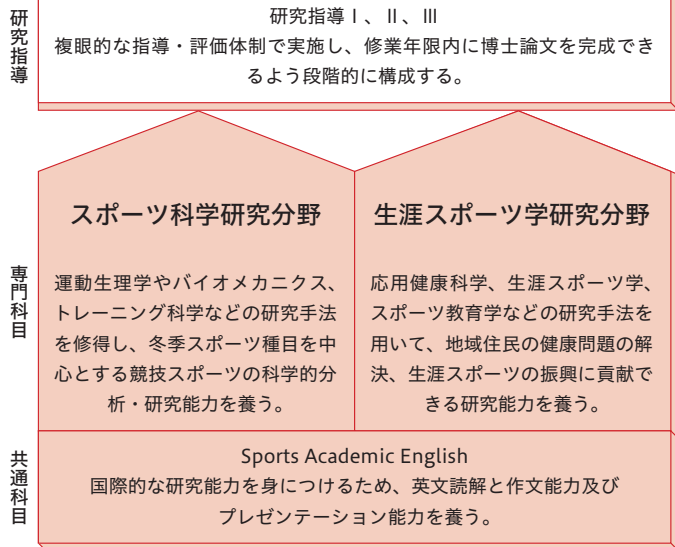 研究指導
研究指導Ⅰ、Ⅱ、Ⅲ
複眼的な指導・評価体制で実施し、修業年限内に博士論文を完成でき
るよう段階的に構成する。
専門科目
スポーツ科学研究分野
運動生理学やバイオメカニクス、
トレーニング科学などの研究手法
を修得し、冬季スポーツ種目を中
心とする競技スポーツの科学的分
析・研究能力を養う。
生涯スポーツ学研究分野
応用健康科学、生涯スポーツ学、
スポーツ教育学などの研究手法を
用いて、地域住民の健康問題の解
決、生涯スポーツの振興に貢献で
きる研究能力を養う。
共通科目
Sports Academic English
国際的な研究能力を身につけるため、英文読解と作文能力及び
プレゼンテーション能力を養う。